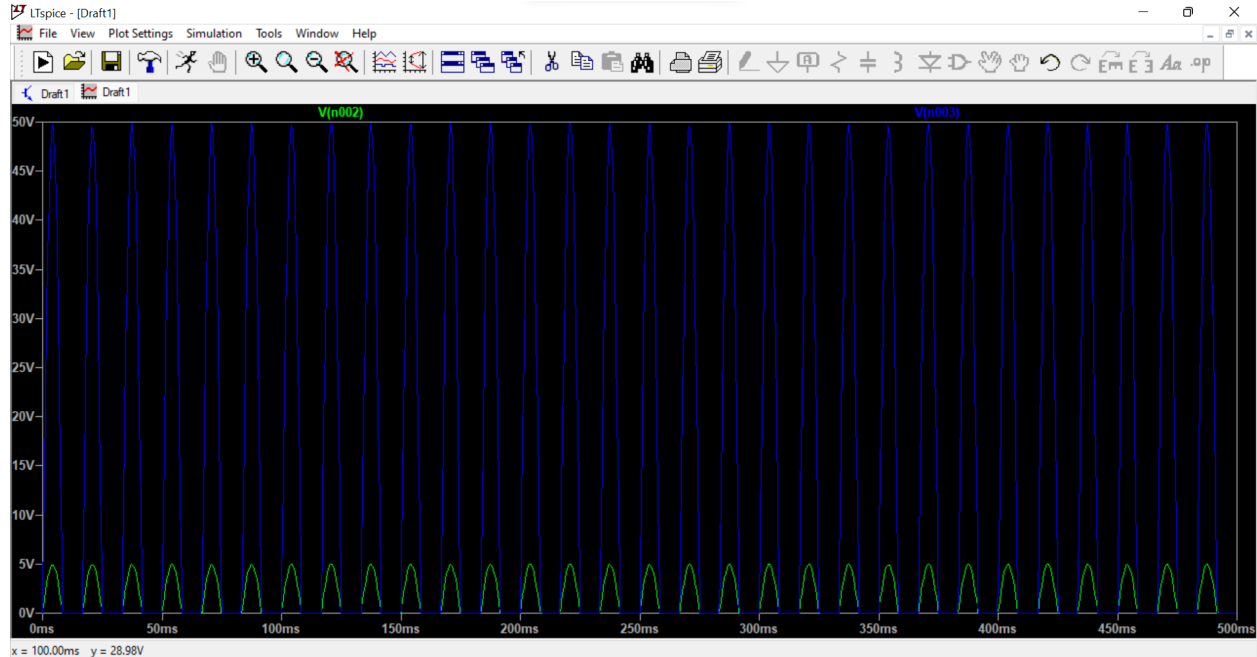 LTspice - [Draft1]
File View Plot Settings Simulation Tools Window Help
Draft1 Draft1
V(n002) V(n003)
50V
45V
40V
35V
30V
25V
20V
15V
10V
5V
0V
0ms 50ms 100ms 150ms 200ms 250ms 300ms 350ms 400ms 450ms 500ms
x = 100.00ms y = 28.98V